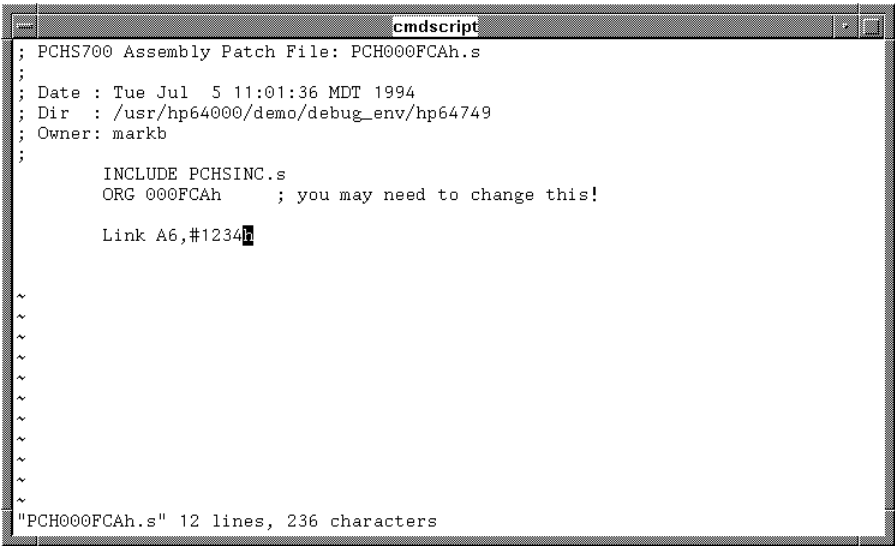 cmdscript
; PCHS700 Assembly Patch File: PCH000FCAh.s
;
; Date : Tue Jul  5 11:01:36 MDT 1994
; Dir  : /usr/hp64000/demo/debug_env/hp64749
; Owner: markb
;
        INCLUDE PCHSINC.s
        ORG 000FCAh      ; you may need to change this!
        Link A6,#1234h
~
~
~
~
~
~
~
~
~
~
~
"PCH000FCAh.s" 12 lines, 236 characters